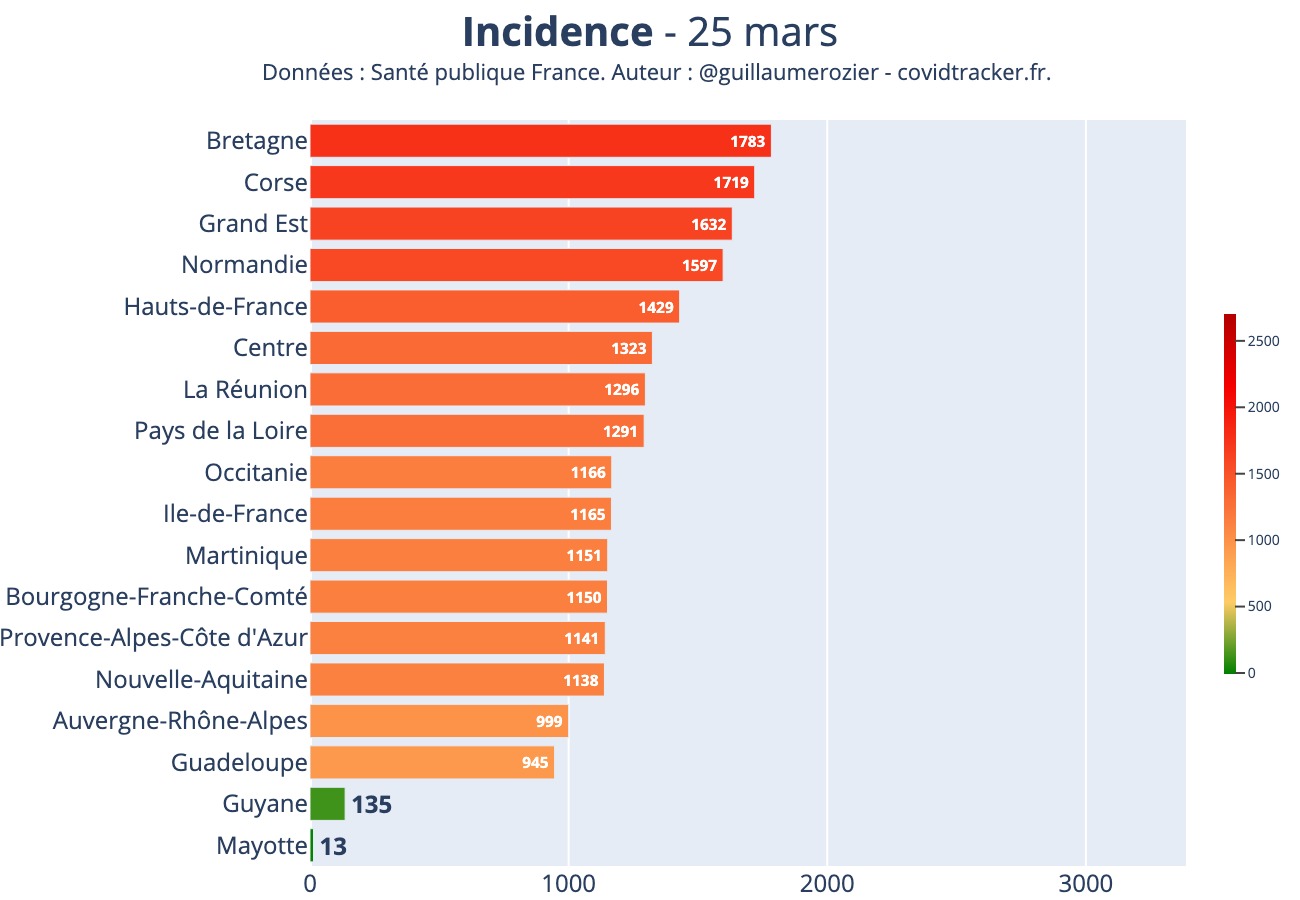 Incidence - 25 mars
Données : Santé publique France. Auteur : @guillaumerozier - covidtracker.fr.
Bretagne 1783
Corse 1719
Grand Est 1632
Normandie 1597
Hauts-de-France 1429
Centre 1323
La Réunion 1296
Pays de la Loire 1291
Occitanie 1166
Ile-de-France 1165
Martinique 1151
Bourgogne-Franche-Comté 1150
Provence-Alpes-Côte d'Azur 1141
Nouvelle-Aquitaine 1138
Auvergne-Rhône-Alpes 999
Guadeloupe 945
Guyane 135
Mayotte 13
0 1000 2000 3000
2500
2000
1500
1000
500
0